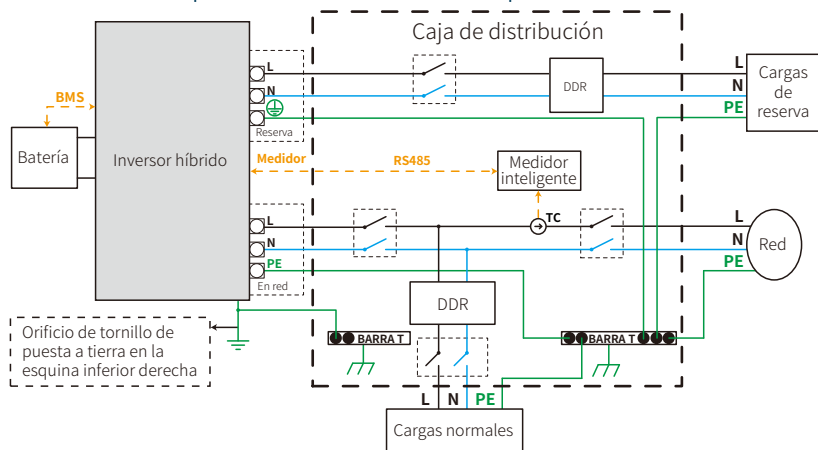 Caja de distribución
L
N
Reserva
DDR
L
N
PE
Cargas
de
reserva
BMS
Batería
Inversor híbrido
Medidor
RS485
Medidor
inteligente
TC
L
N
PE
En red
L
N
PE
Red
DDR
Orificio de tornillo de
puesta a tierra en la
esquina inferior derecha
BARRA T
BARRA T
L N PE
Cargas normales